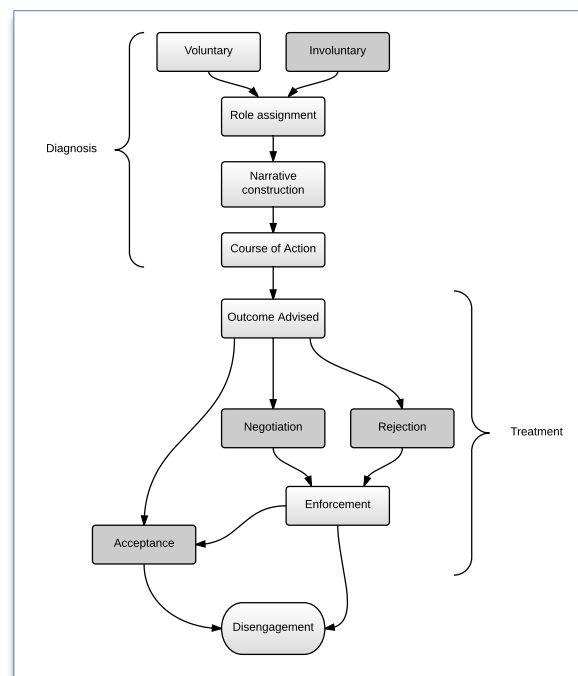 Voluntary
Involuntary
Role assignment
Diagnosis
Narrative
construction
Course of Action
Outcome Advised
Negotiation
Rejection
Treatment
Enforcement
Acceptance
Disengagement